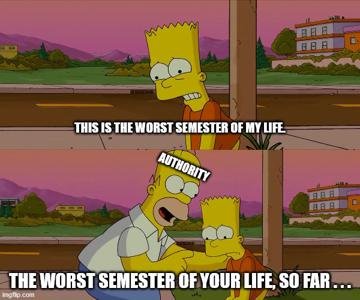 THIS IS THE WORST SEMESTER OF MY LIFE.
AUTHORITY
THE WORST SEMESTER OF YOUR LIFE, SO FAR . . .
imgflip.com